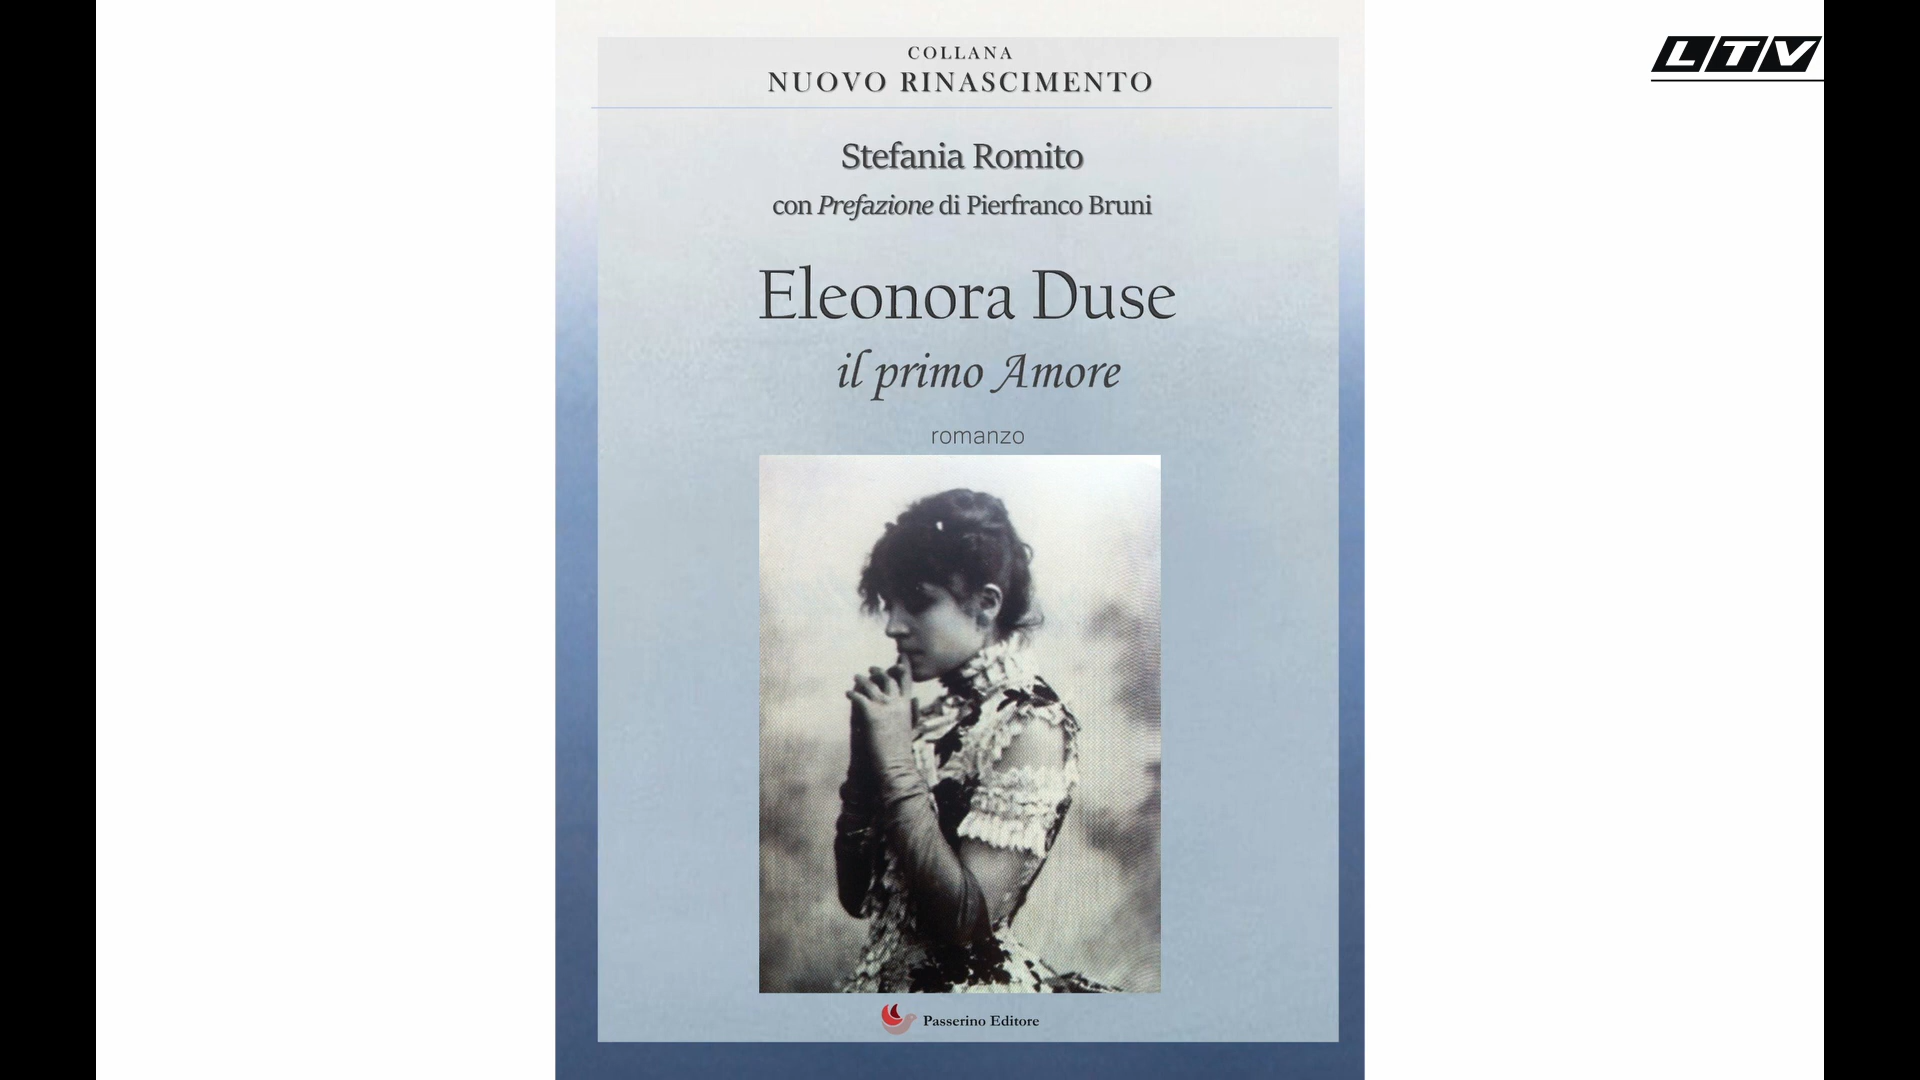 COLLANA
NUOVO RINASCIMENTO
LTV
Stefania Romito
con Prefazione di Pierfranco Bruni
Eleonora Duse
il primo Amore
romanzo
Passerino Editore